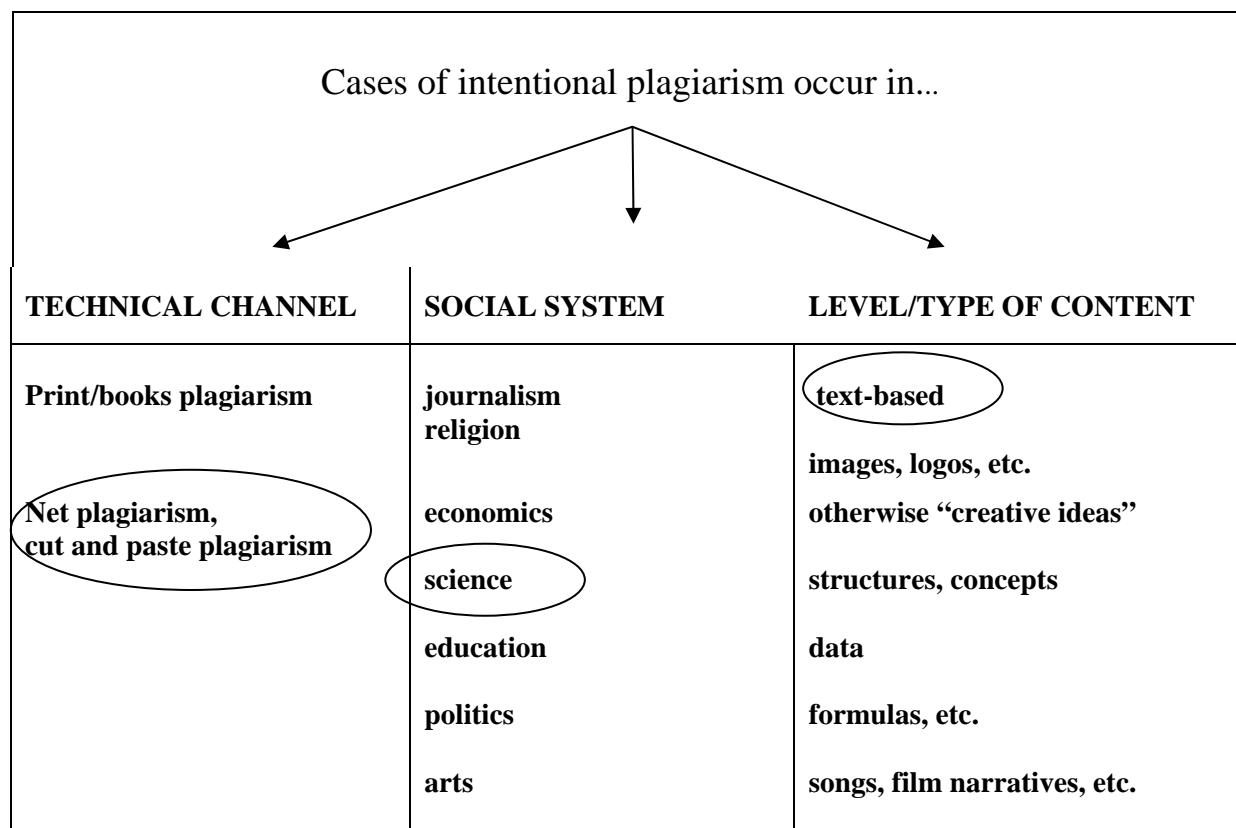 Cases of intentional plagiarism occur in...
TECHNICAL CHANNEL
SOCIAL SYSTEM
LEVEL/TYPE OF CONTENT
Print/books plagiarism
Net plagiarism,
cut and paste plagiarism
journalism
religion
economics
science
education
politics
arts
text-based
images, logos, etc.
otherwise “creative ideas”
structures, concepts
data
formulas, etc.
songs, film narratives, etc.